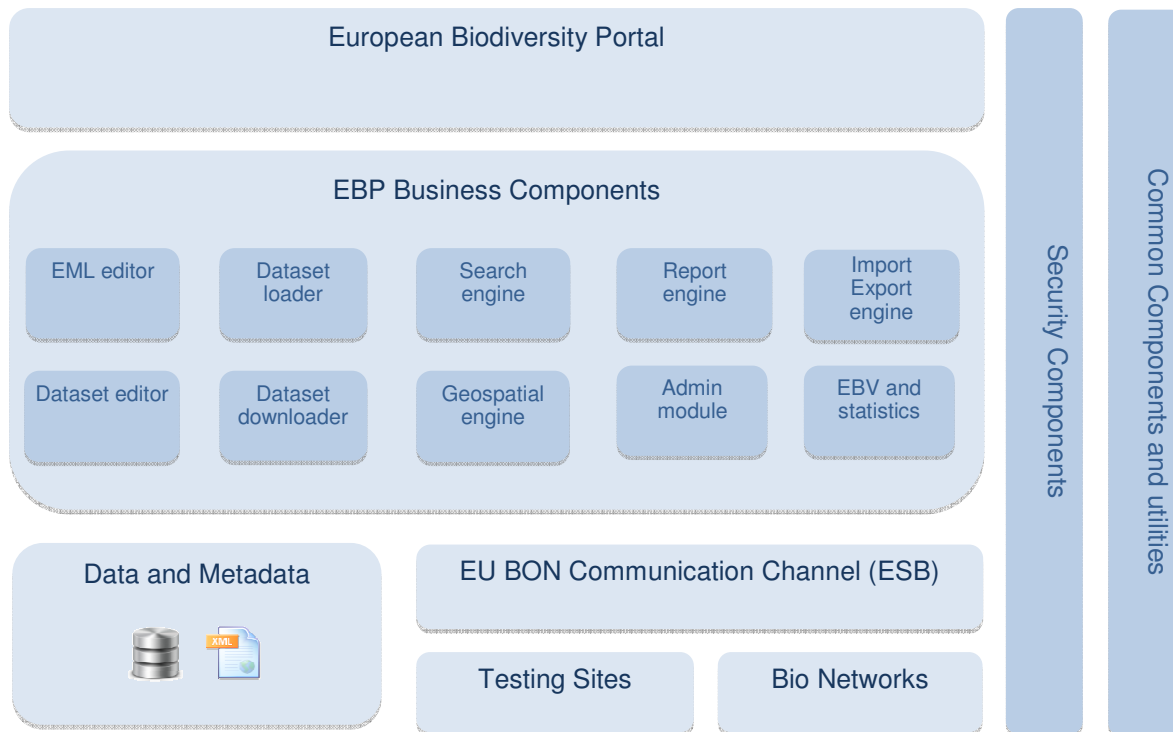 European Biodiversity Portal
EBP Business Components
EML editor
Dataset
loader
Search
engine
Report
engine
Import
Export
engine
Dataset editor
Dataset
downloader
Geospatial
engine
Admin
module
EBV and
statistics
Data and Metadata
XML
EU BON Communication Channel (ESB)
Testing Sites
Bio Networks
Security Components
Common Components and utilities